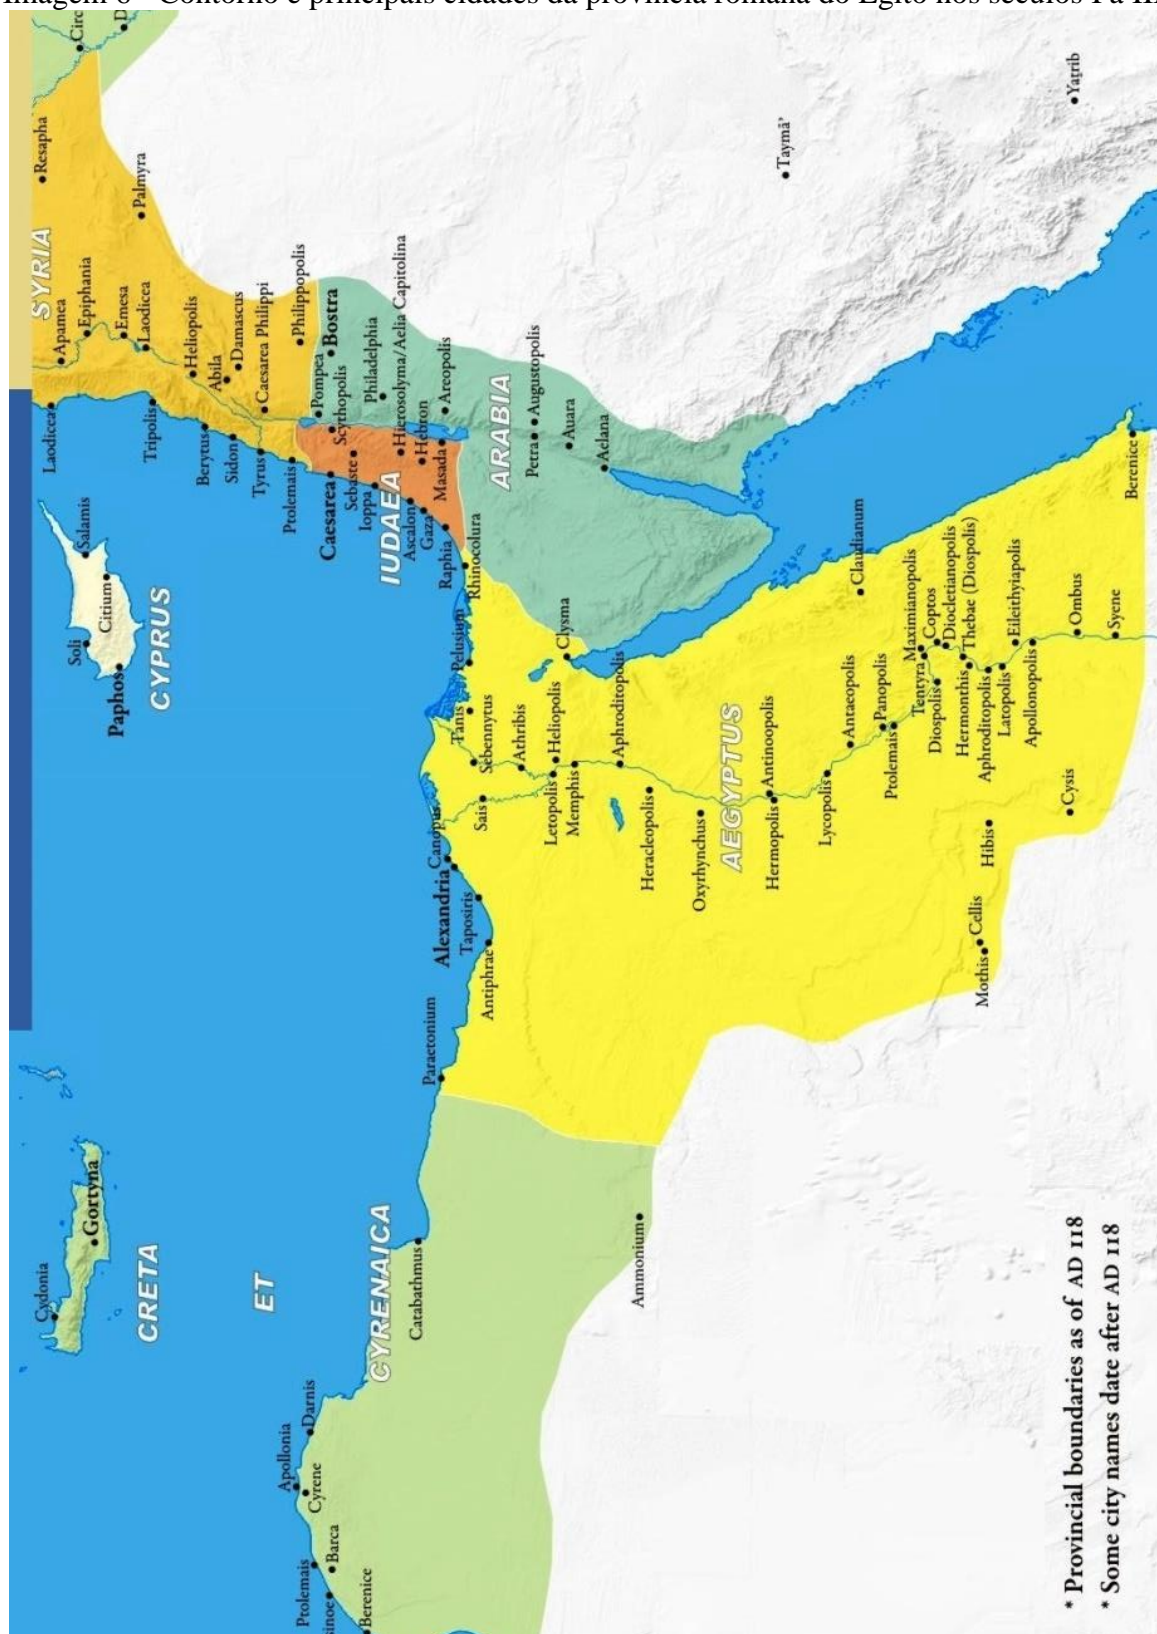 Contorno e principais cidades da província romana do Egito nos séculos I a III
SYRIA
Resapha
Circ
Apamea
Epiphania
Emesa
Laodicea
Palmyra
Laodicea
Tripolis
Heliopolis
Abila
Damascus
Berytus
Sidon
Caesarea Philippi
Tyrus
Philippopolis
Ptolemais
Pompea
Bostra
Scythopolis
Caesarea
Sebaste
Ioppa
Philadelphia
Hierosolyma/Aelia Capitolina
IUDAEA
Ascalon
Hebron
Gaza
Masada
Areopolis
Raphia
Rhinocolura
ARABIA
Petra
Augustopolis
Auara
Aelana
Taymā'
Yaṭrib
Salamis
Soli
Citium
Paphos
CYPRUS
Pelusium
Clysma
Tanis
Sebennytus
Athribis
Sais
Letopolis
Heliopolis
Memphis
Aphroditopolis
Canopus
Alexandria
Taposiris
Antiphrae
Paraetonium
Heracleopolis
Oxyrhynchus
AEGYPTUS
Hermopolis
Antinoopolis
Lycopolis
Antaeopolis
Panopolis
Ptolemais
Claudianum
Maximianopolis
Tentyra
Coptos
Diospolis
Diocletianopolis
Thebae (Diospolis)
Hermonthis
Aphroditopolis
Latopolis
Eileithyiapolis
Apollonopolis
Ombus
Syene
Berenice
Hibis
Cysis
Cellis
Mothis
Cydonia
Gortyna
CRETA
ET
CYRENAICA
Catabathmus
Ammonium
Apollonia
Darnis
Cyrene
Ptolemais
Barca
sinoe
Berenice
* Provincial boundaries as of AD 118
* Some city names date after AD 118